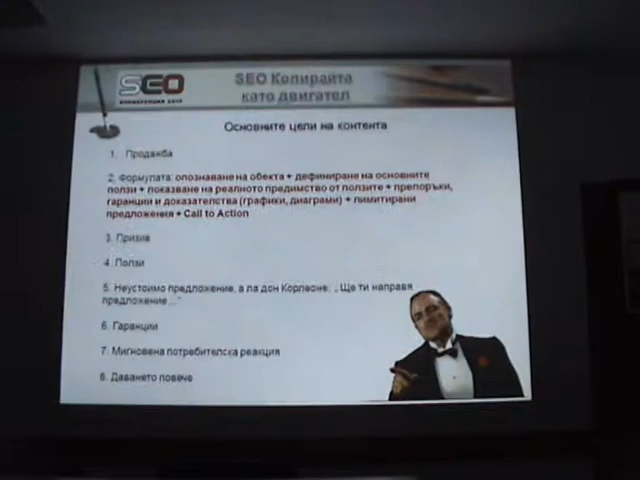 SEO
SEO Копирайта
като двигател
Основните цели на контента
1. Продажба
2. Формулата: опознаване на обекта + дефиниране на основните
ползи + показване на реалното предимство от ползите + препоръки,
гаранции и доказателства (графики, диаграми) + лимитирани
предложения + Call to Action
3. Призив
4. Ползи
5. Неустоимо предложение, а ла дон Корлеоне: „Ще ти направя
предложение..."
6. Гаранции
7. Мигновена потребителска реакция
8. Даването повече